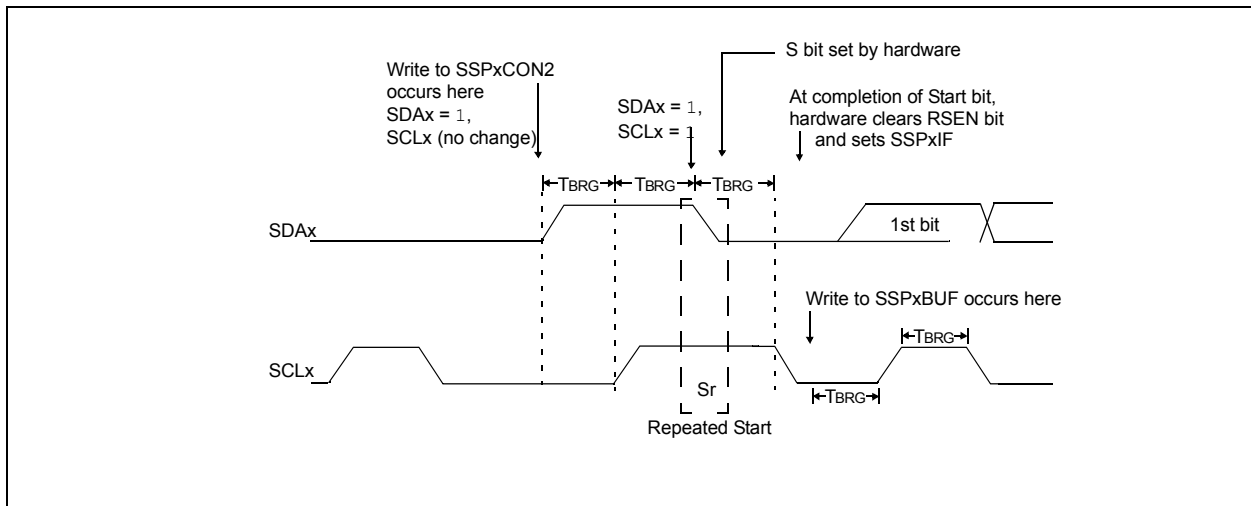 S bit set by hardware
Write to SSPxCON2
occurs here
SDAx = 1,
SCLx (no change)
SDAx = 1,
SCLx = 1
At completion of Start bit,
hardware clears RSEN bit
and sets SSPxIF
TBRG
TBRG
TBRG
SDAx
1st bit
Write to SSPxBUF occurs here
TBRG
SCLx
Sr
TBRG
Repeated Start